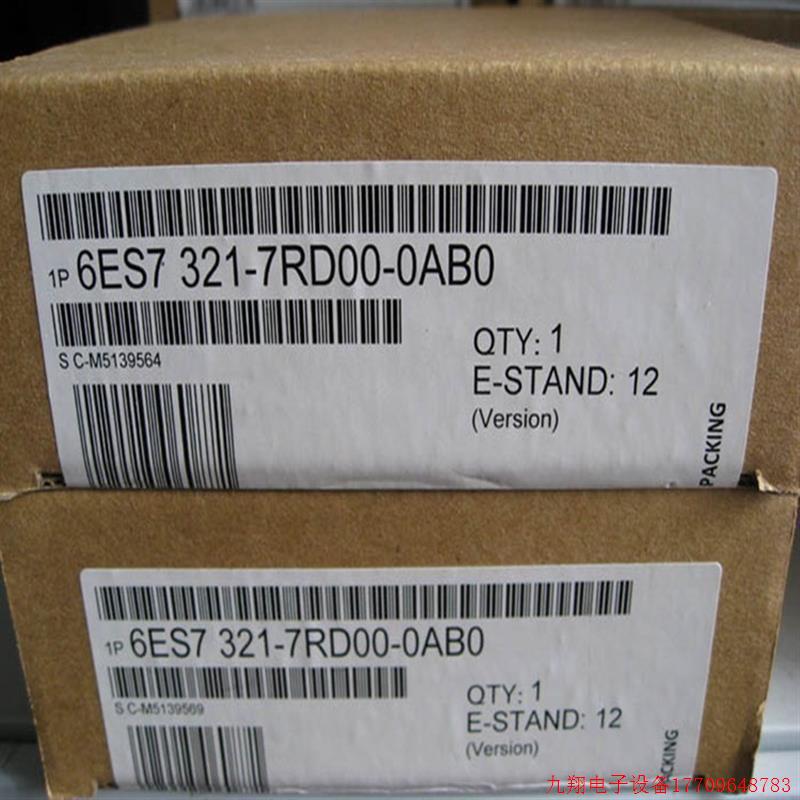 1P 6ES7 321-7RD00-0AB0
S C-M5139564
QTY: 1
E-STAND: 12
(Version)
PACKING
1P 6ES7 321-7RD00-0AB0
S C-M5139569
QTY: 1
E-STAND: 12
(Version)
CKING
九翔电子设备17709648783